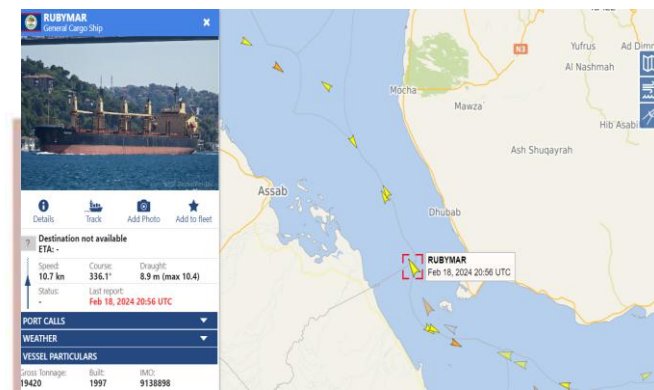 RUBYMAR
General Cargo Ship
x
Details
Track
Add Photo
Add to fleet
?
Destination not available
ETA: -
Speed: Course: Draught:
10.7 kn 336.1° 8.9 m (max 10.4)
Status: Last report:
- Feb 18, 2024 20:56 UTC
PORT CALLS
WEATHER
VESSEL PARTICULARS
Gross Tonnage: Built: IMO:
19420 1997 9138898
N3
Yufrus
Al Nashmah
Mocha
Mawza
Hib Asabi
Ash Shuqayrah
Assab
Dhubab
RUBYMAR
Feb 18, 2024 20:56 UTC